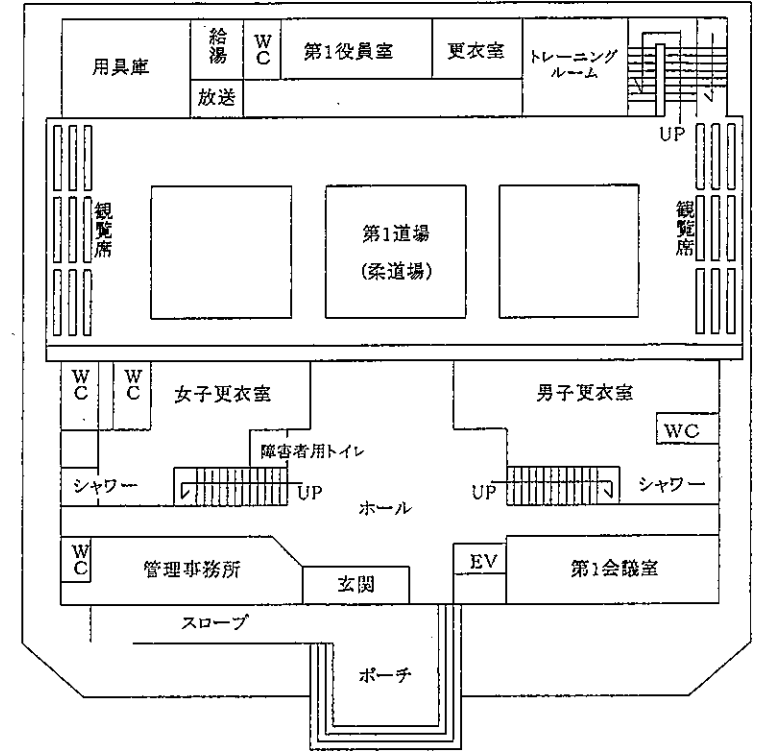 用具庫
給湯
WC
第1役員室
更衣室
トレーニング
ルーム
放送
UP
観覧席
第1道場
(柔道場)
観覧席
WC
WC
女子更衣室
男子更衣室
WC
障害者用トイレ
シャワー
UP
ホール
UP
シャワー
WC
管理事務所
玄関
EV
第1会議室
スロープ
ポーチ